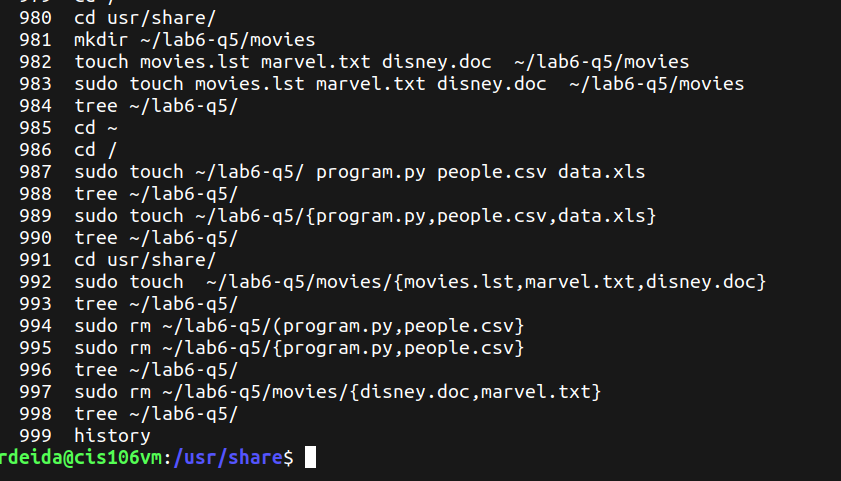 979 cd /
980 cd usr/share/
981 mkdir ~/lab6-q5/movies
982 touch movies.lst marvel.txt disney.doc  ~/lab6-q5/movies
983 sudo touch movies.lst marvel.txt disney.doc  ~/lab6-q5/movies
984 tree ~/lab6-q5/
985 cd ~
986 cd /
987 sudo touch ~/lab6-q5/ program.py people.csv data.xls
988 tree ~/lab6-q5/
989 sudo touch ~/lab6-q5/{program.py,people.csv,data.xls}
990 tree ~/lab6-q5/
991 cd usr/share/
992 sudo touch  ~/lab6-q5/movies/{movies.lst,marvel.txt,disney.doc}
993 tree ~/lab6-q5/
994 sudo rm ~/lab6-q5/(program.py,people.csv}
995 sudo rm ~/lab6-q5/{program.py,people.csv}
996 tree ~/lab6-q5/
997 sudo rm ~/lab6-q5/movies/{disney.doc,marvel.txt}
998 tree ~/lab6-q5/
999 history
rdeida@cis106vm:/usr/share$